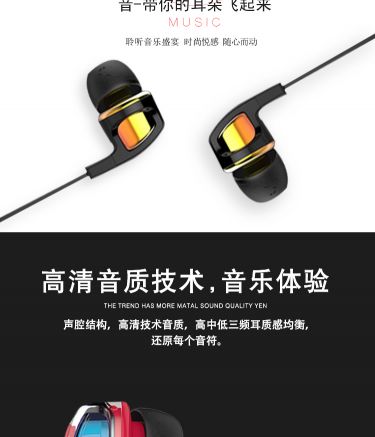 音-带你的耳朵飞起来
MUSIC
聆听音乐盛宴 时尚悦感 随心而动
高清音质技术,音乐体验
THE TREND HAS MORE MATAL SOUND QUALITY YEN
声腔结构，高清技术音质，高中低三频耳质感均衡，
还原每个音符。